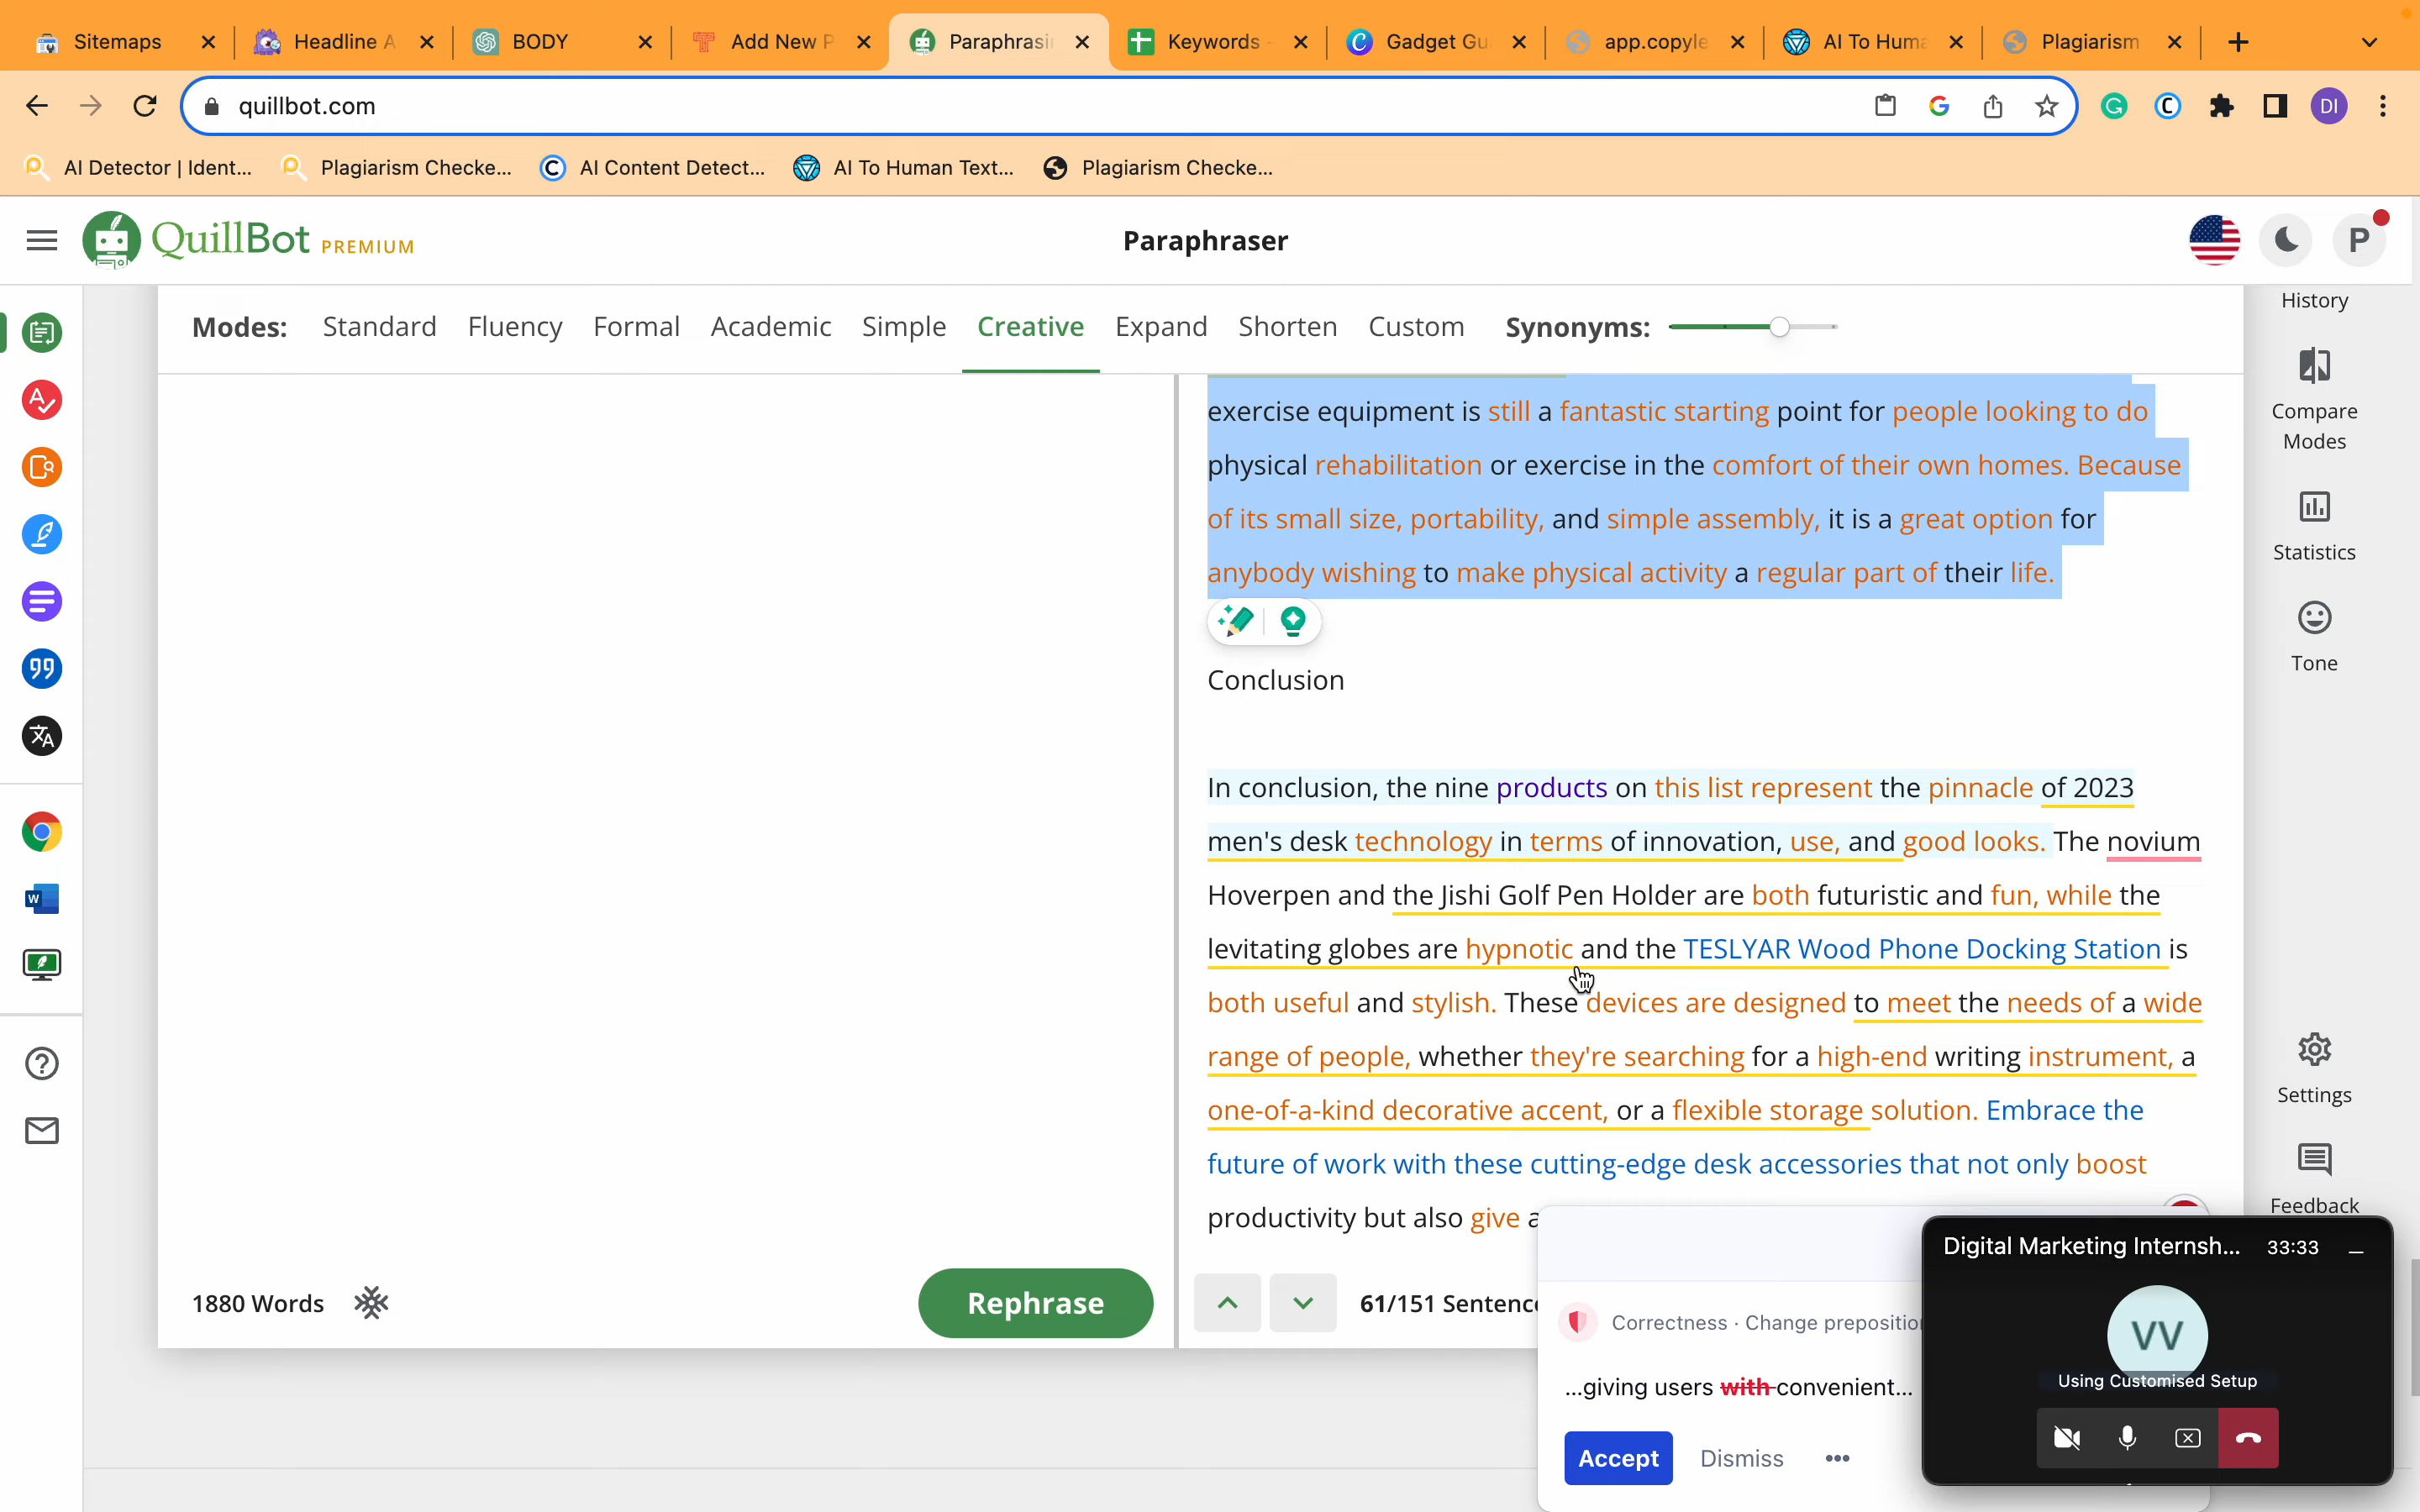 Sitemaps
Headline A
BODY
Add New P
Paraphrasin
Keywords -
Gadget Gu
app.copyle
AI To Huma
Plagiarism
quillbot.com
DI
AI Detector | Ident...
Plagiarism Checke...
AI Content Detect...
AI To Human Text...
Plagiarism Checke...
QuillBot PREMIUM
Paraphraser
P
Modes: Standard Fluency Formal Academic Simple Creative Expand Shorten Custom Synonyms:
History
Compare
Modes
Statistics
Tone
Settings
Feedback
exercise equipment is still a fantastic starting point for people looking to do
physical rehabilitation or exercise in the comfort of their own homes. Because
of its small size, portability, and simple assembly, it is a great option for
anybody wishing to make physical activity a regular part of their life.
Conclusion
In conclusion, the nine products on this list represent the pinnacle of 2023
men's desk technology in terms of innovation, use, and good looks. The novium
Hoverpen and the Jishi Golf Pen Holder are both futuristic and fun, while the
levitating globes are hypnotic and the TESLYAR Wood Phone Docking Station is
both useful and stylish. These devices are designed to meet the needs of a wide
range of people, whether they're searching for a high-end writing instrument, a
one-of-a-kind decorative accent, or a flexible storage solution. Embrace the
future of work with these cutting-edge desk accessories that not only boost
productivity but also give a
1880 Words
Rephrase
61/151 Sentenc
Correctness · Change preposition
...giving users with convenient...
Accept
Dismiss
Digital Marketing Internsh... 33:33
VV
Using Customised Setup